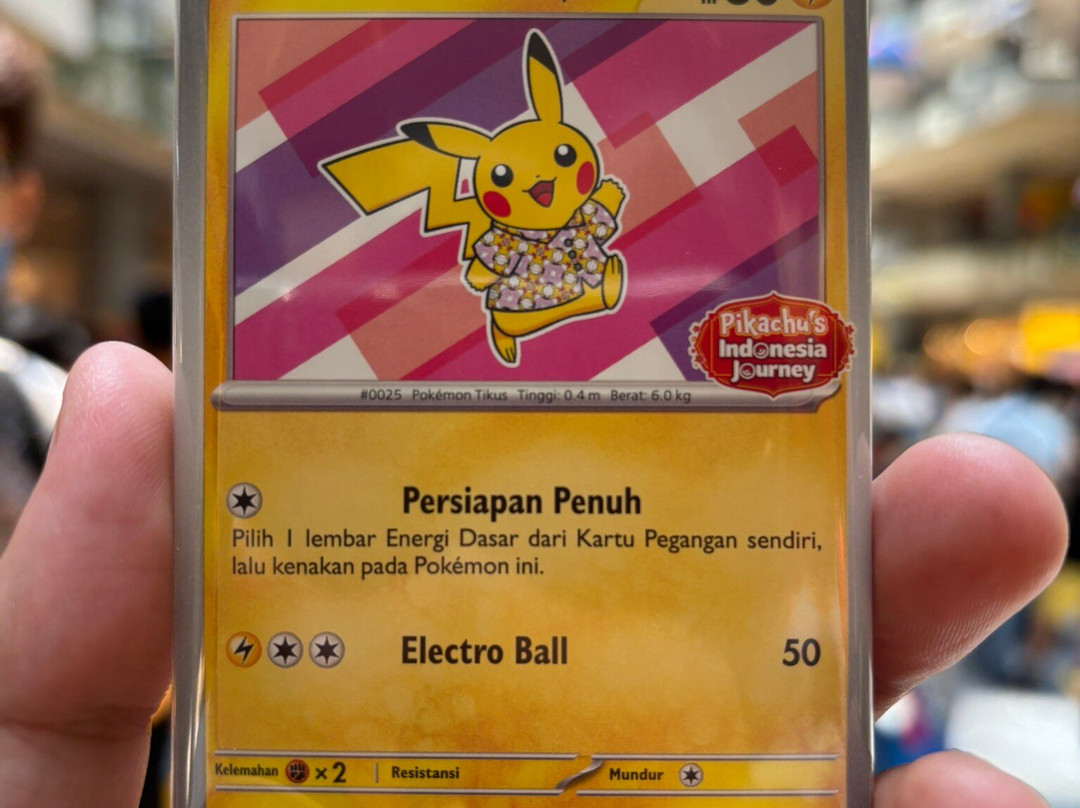 Pikachu's
Indonesia
Journey
#0025 Pokémon Tikus Tinggi: 0.4 m Berat: 6.0 kg
Persiapan Penuh
Pilih 1 lembar Energi Dasar dari Kartu Pegangan sendiri,
lalu kenakan pada Pokémon ini.
Electro Ball 50
Kelemahan ×2 Resistansi Mundur